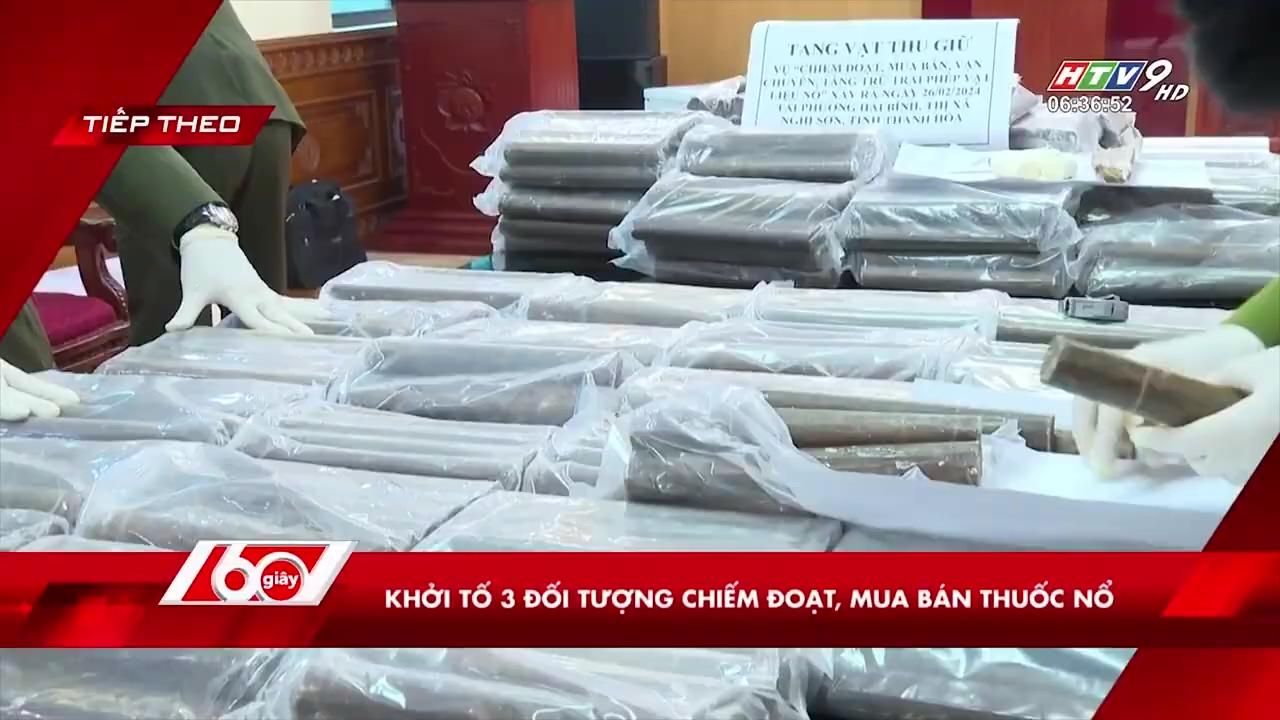 TANG VẬT THU GIỮ
VỤ "CHIẾM ĐOẠT, MUA BÁN, VẬN
CHUYỂN, TÀNG TRỮ TRÁI PHÉP VẬT
LIỆU NỔ" XẢY RA NGÀY 26/02/2024
TẠI PHƯỜNG HẢI BÌNH, THỊ XÃ
NGHI SƠN, TỈNH THANH HÓA
HTV9 HD
06:36:52
TIẾP THEO
60 giây
KHỞI TỐ 3 ĐỐI TƯỢNG CHIẾM ĐOẠT, MUA BÁN THUỐC NỔ